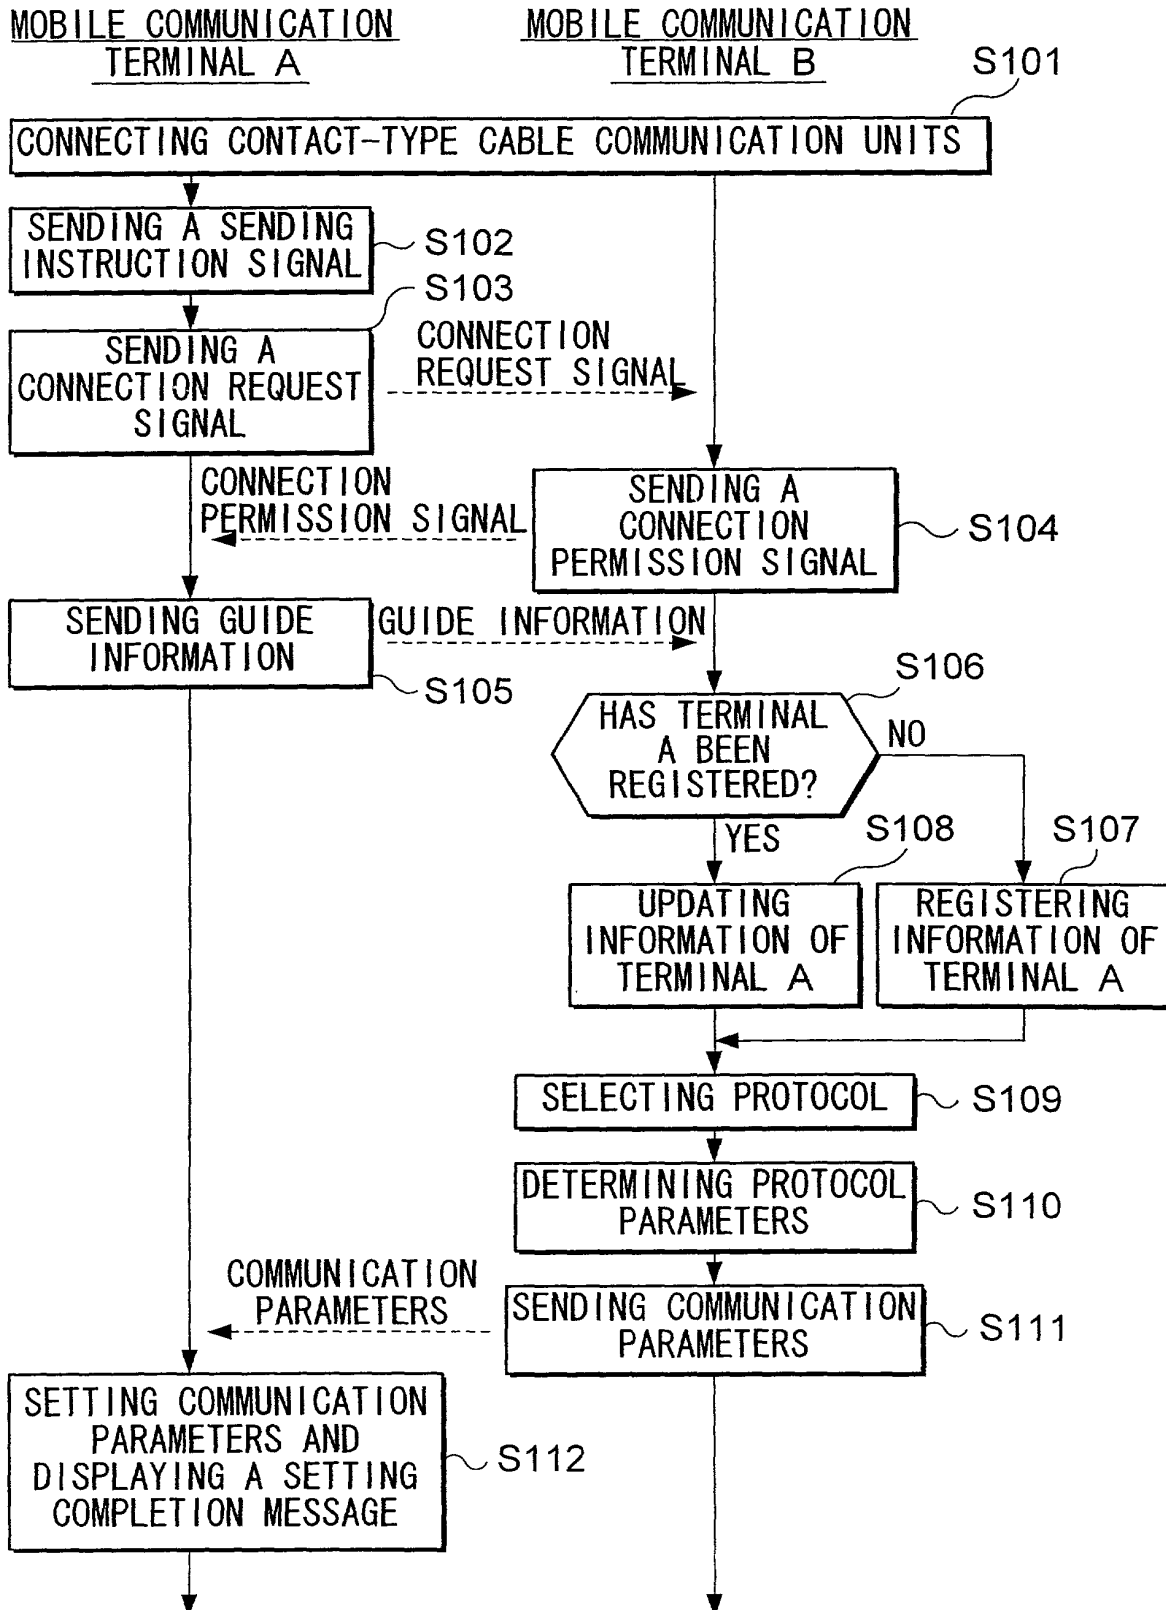 MOBILE COMMUNICATION
TERMINAL A
MOBILE COMMUNICATION
TERMINAL B
S101
CONNECTING CONTACT-TYPE CABLE COMMUNICATION UNITS
SENDING A SENDING
INSTRUCTION SIGNAL
S102
S103
SENDING A
CONNECTION REQUEST
SIGNAL
CONNECTION
REQUEST SIGNAL
CONNECTION
PERMISSION SIGNAL
SENDING A
CONNECTION
PERMISSION SIGNAL
S104
SENDING GUIDE
INFORMATION
GUIDE INFORMATION
S105
S106
HAS TERMINAL
A BEEN
REGISTERED?
NO
YES
S108
S107
UPDATING
INFORMATION OF
TERMINAL A
REGISTERING
INFORMATION OF
TERMINAL A
SELECTING PROTOCOL
S109
DETERMINING PROTOCOL
PARAMETERS
S110
COMMUNICATION
PARAMETERS
SENDING COMMUNICATION
PARAMETERS
S111
SETTING COMMUNICATION
PARAMETERS AND
DISPLAYING A SETTING
COMPLETION MESSAGE
S112